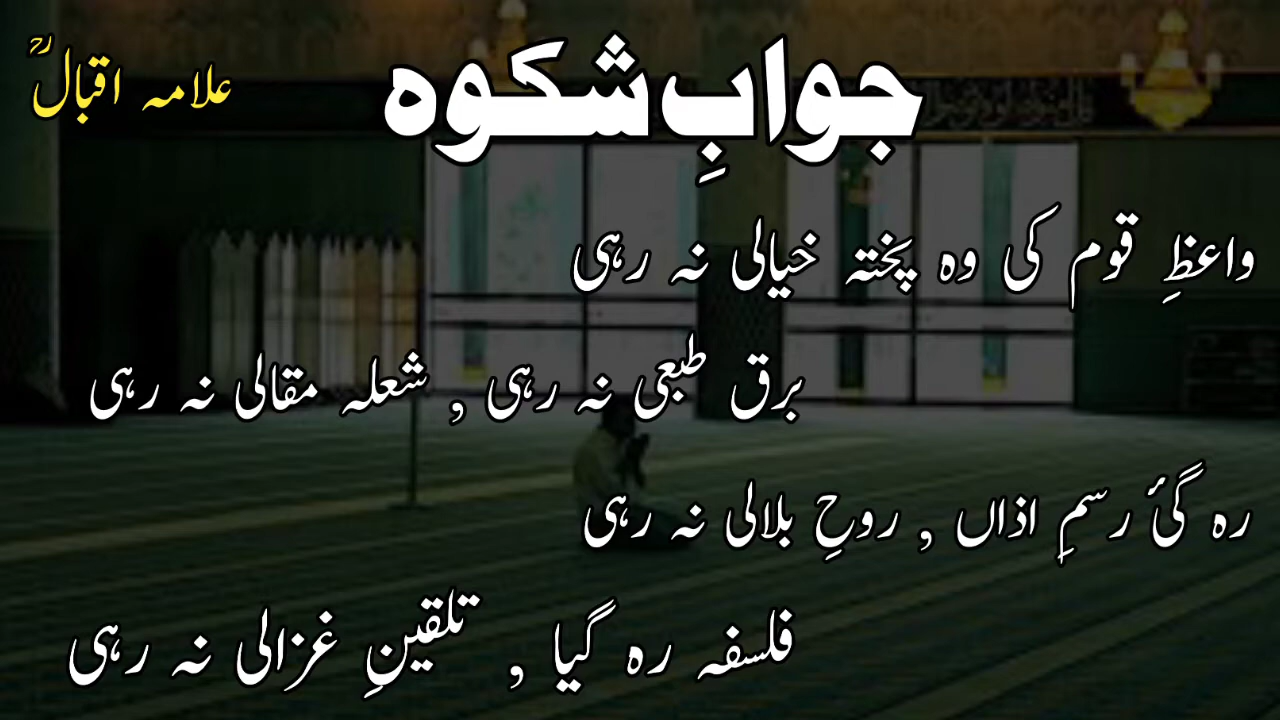 جوابِ شکوہ
علامہ اقبالؒ
واعظِ قوم کی وہ پختہ خیالی نہ رہی
برق طبعی نہ رہی , شعلہ مقالی نہ رہی
رہ گئ رسمِ اذاں , روحِ بلالی نہ رہی
فلسفہ رہ گیا , تلقینِ غزالی نہ رہی